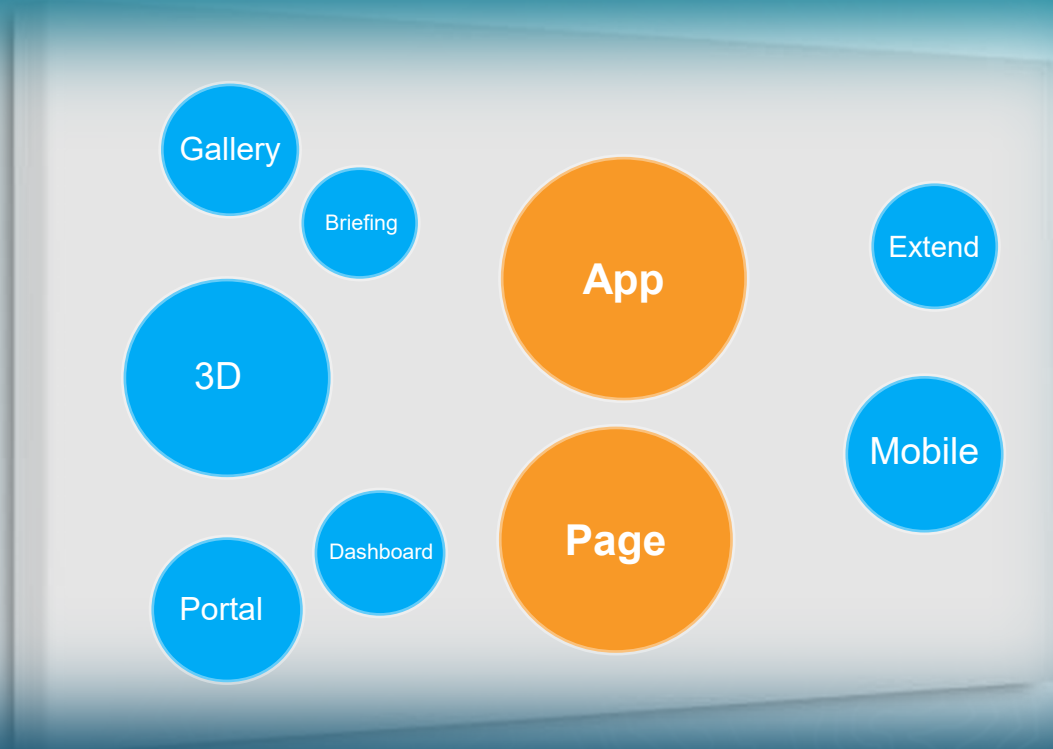 Gallery
Briefing
3D
Portal
Dashboard
App
Page
Extend
Mobile